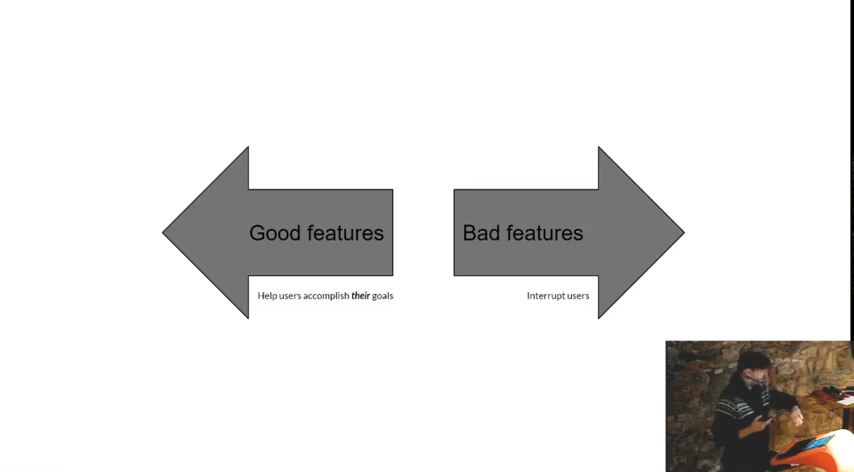 Good features
Help users accomplish their goals
Bad features
Interrupt users